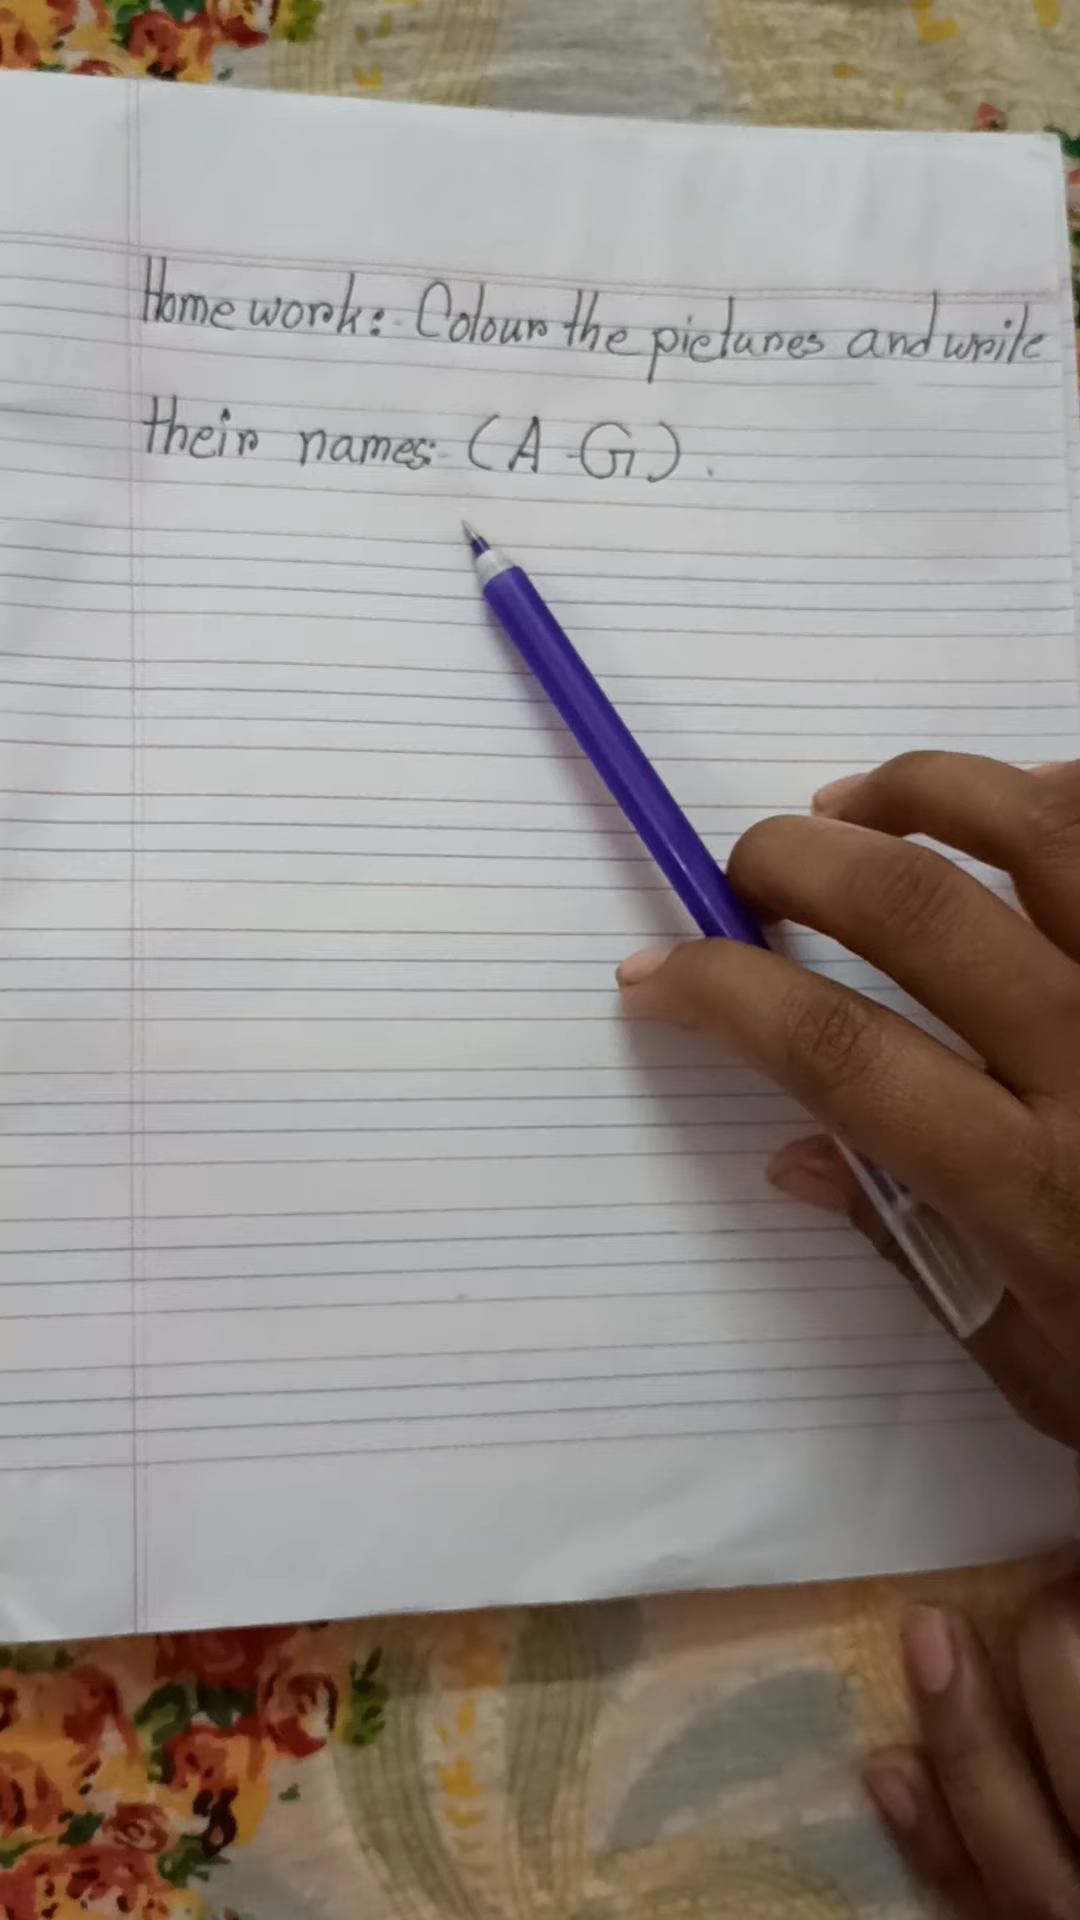 Home work:- Colour the pictures and write
their names:- (A-G).